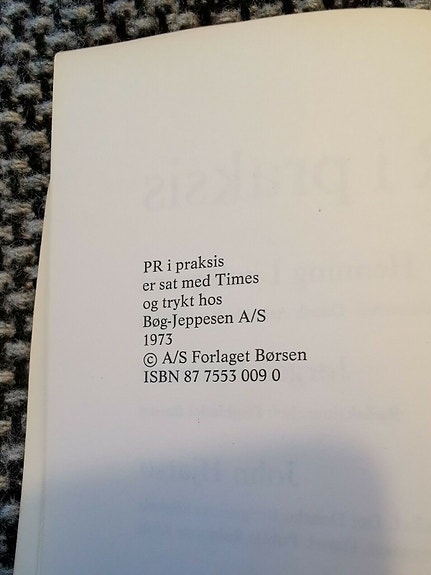 PR i praksis
er sat med Times
og trykt hos
Bøg-Jeppesen A/S
1973
© A/S Forlaget Børsen
ISBN 87 7553 009 0